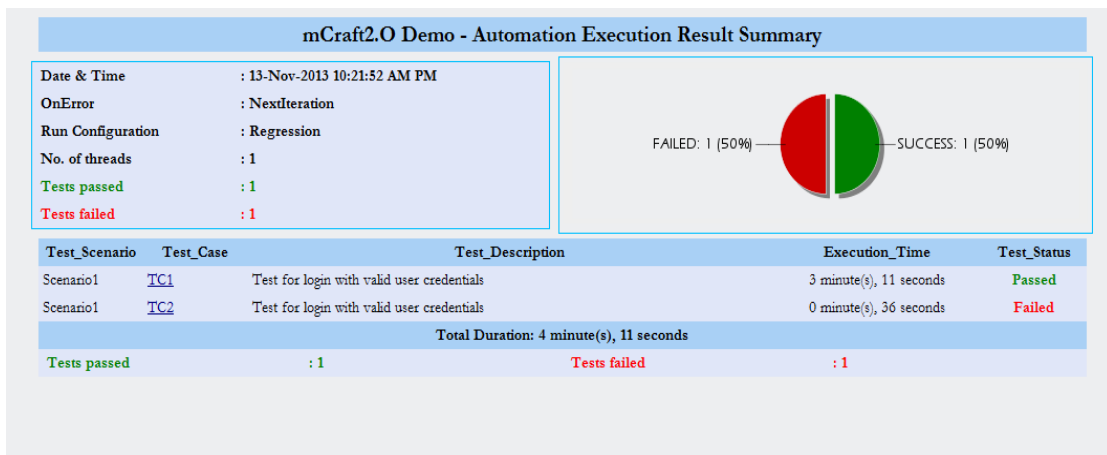 mCraft2.O Demo - Automation Execution Result Summary
Date & Time : 13-Nov-2013 10:21:52 AM PM
OnError : NextIteration
Run Configuration : Regression
No. of threads : 1
Tests passed : 1
Tests failed : 1
FAILED: 1 (50%) SUCCESS: 1 (50%)
Test_Scenario Test_Case Test_Description Execution_Time Test_Status
Scenario1 TC1 Test for login with valid user credentials 3 minute(s), 11 seconds Passed
Scenario1 TC2 Test for login with valid user credentials 0 minute(s), 36 seconds Failed
Total Duration: 4 minute(s), 11 seconds
Tests passed : 1 Tests failed : 1